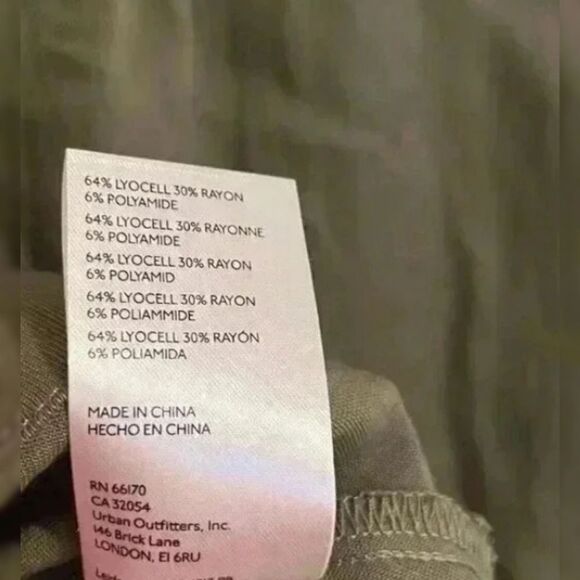 64% LYOCELL 30% RAYON
6% POLYAMIDE
64% LYOCELL 30% RAYONNE
6% POLYAMIDE
64% LYOCELL 30% RAYON
6% POLYAMID
64% LYOCELL 30% RAYON
6% POLIAMMIDE
64% LYOCELL 30% RAYÓN
6% POLIAMIDA
MADE IN CHINA
HECHO EN CHINA
RN 66170
CA 32054
Urban Outfitters, Inc.
146 Brick Lane
LONDON, E1 6RU